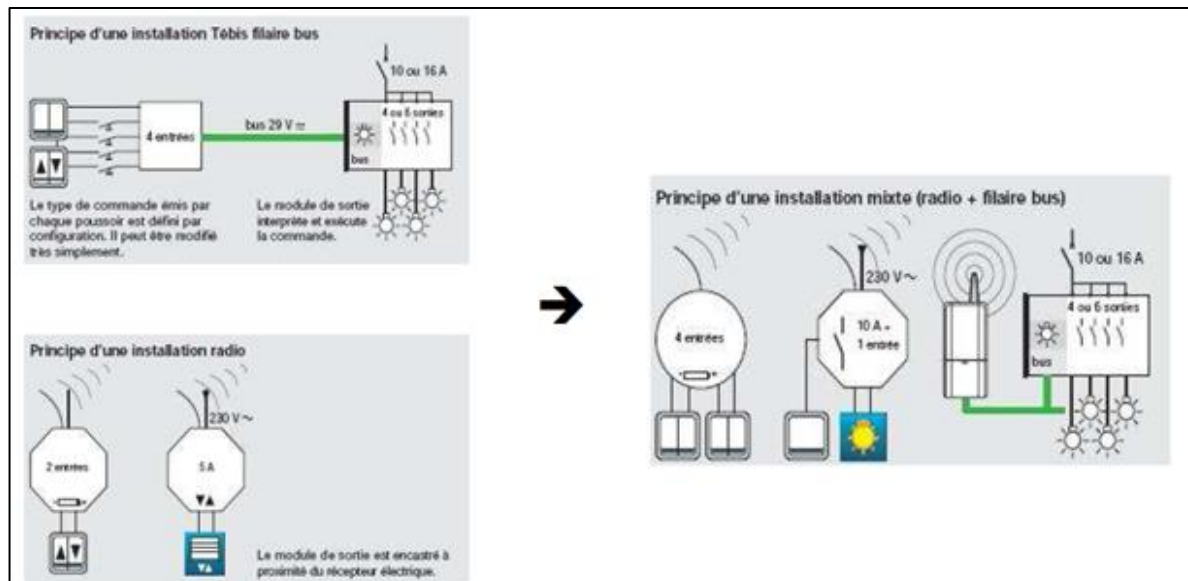 Principe d'une installation Tébis filaire bus
10 ou 16 A
4 entrées
bus 29 V ⎓
4 ou 6 sorties
bus
Le type de commande émis par
chaque poussoir est défini par
configuration. Il peut être modifié
très simplement.
Le module de sortie
interprète et exécute
la commande.
Principe d'une installation radio
230 V ~
2 entrées
5 A
Le module de sortie est encastré à
proximité du récepteur électrique.
Principe d'une installation mixte (radio + filaire bus)
230 V ~
10 ou 16 A
4 entrées
10 A +
1 entrée
4 ou 6 sorties
bus